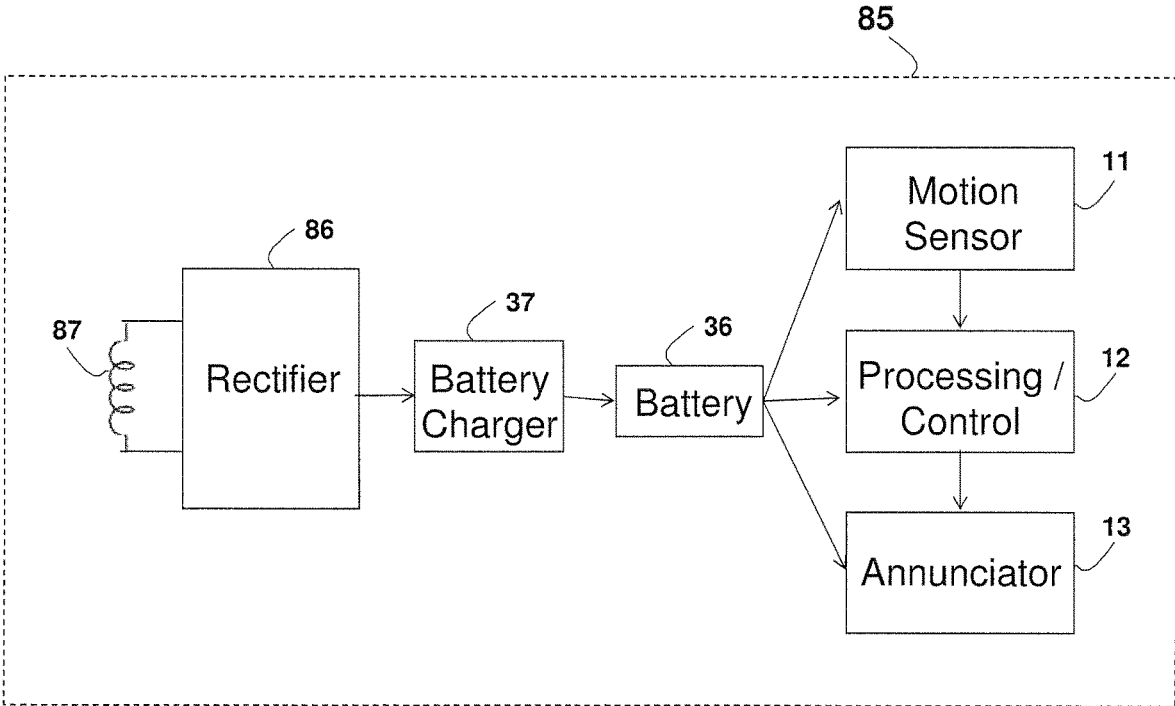 85
11
Motion
Sensor
86
37
36
87
Rectifier
Battery
Charger
Battery
12
Processing /
Control
13
Annunciator